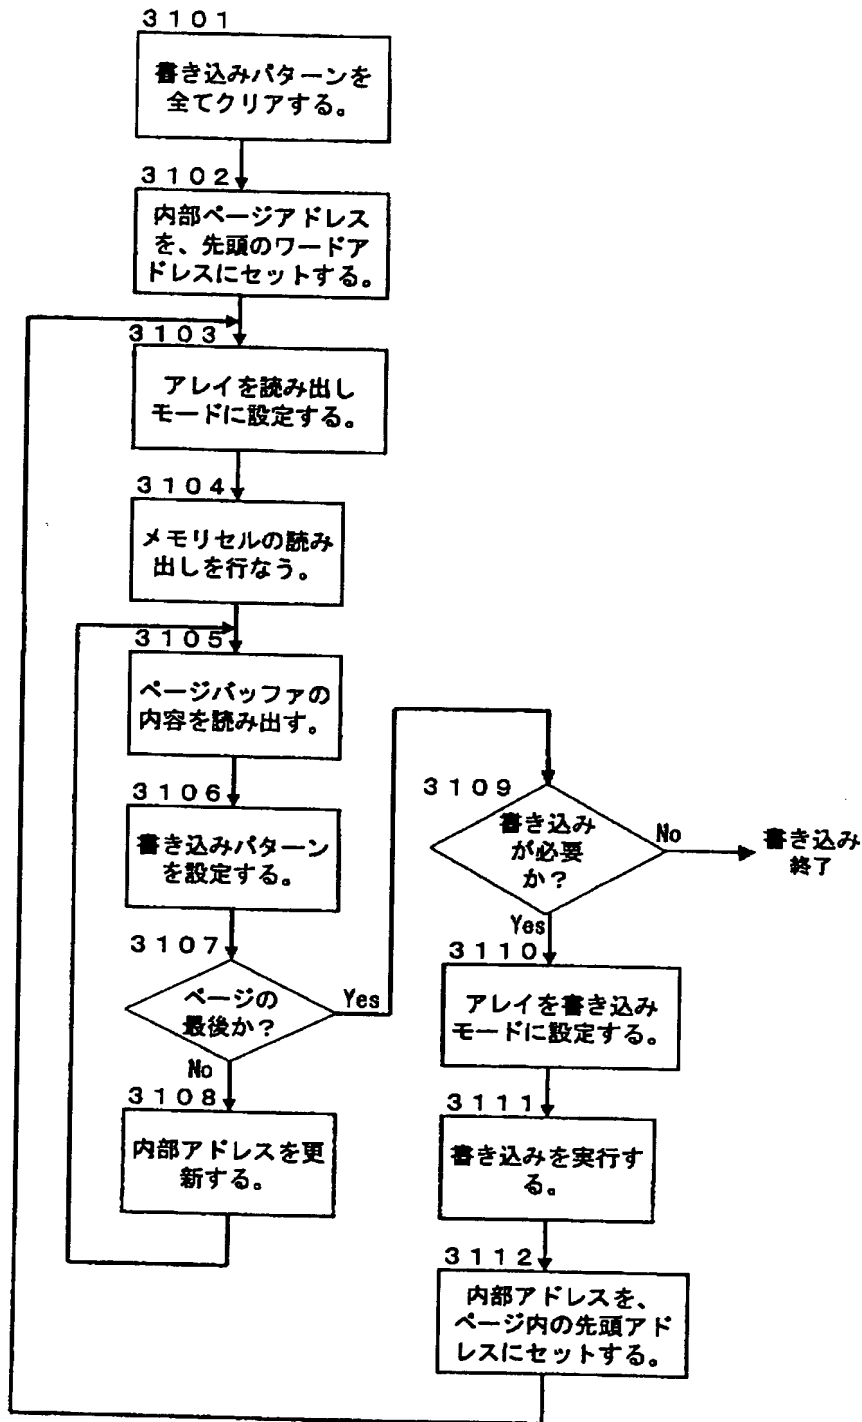 3101
書き込みパターンを
全てクリアする。
3102
内部ページアドレス
を、先頭のワードア
ドレスにセットする。
3103
アレイを読み出し
モードに設定する。
3104
メモリセルの読み
出しを行なう。
3105
ページバッファの
内容を読み出す。
3106
書き込みパターン
を設定する。
3107
ページの
最後か?
Yes
No
3108
内部アドレスを更
新する。
3109
書き込み
が必要
か?
No
書き込み
終了
Yes
3110
アレイを書き込み
モードに設定する。
3111
書き込みを実行す
る。
3112
内部アドレスを、
ページ内の先頭アド
レスにセットする。